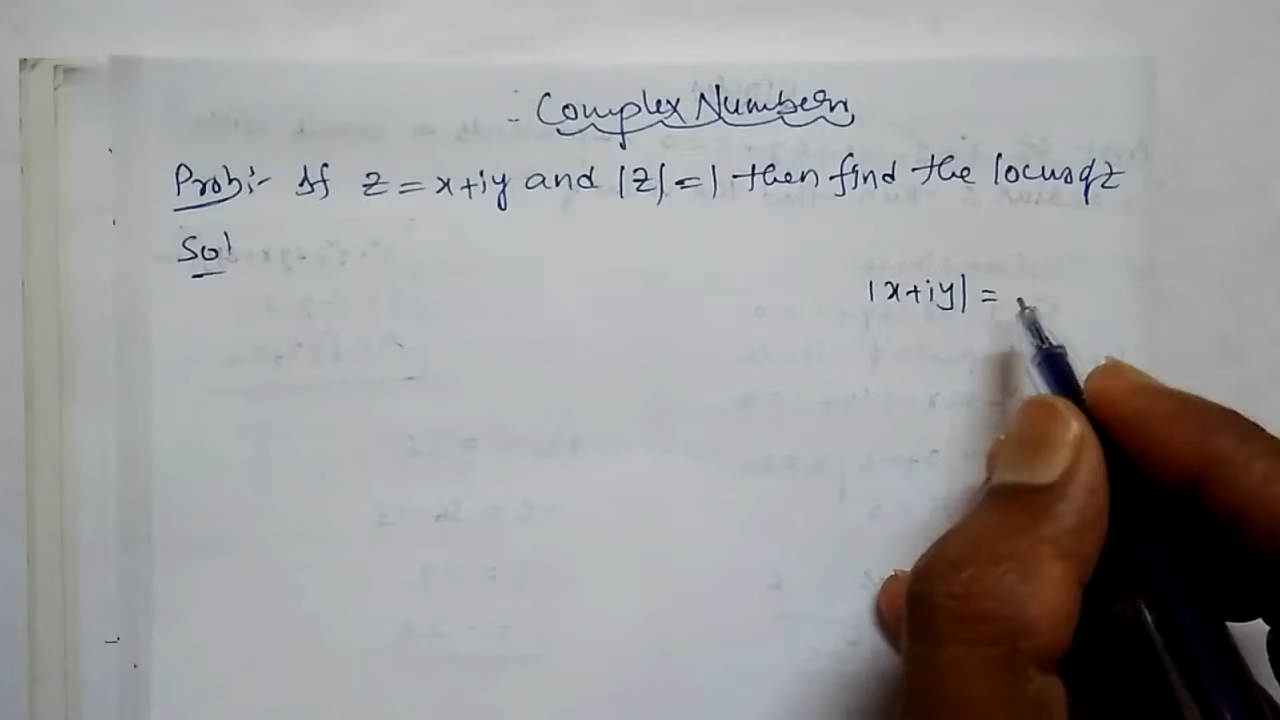 Complex Numbers
Prob:- If z = x+iy and |z| = 1 then find the locus of z
Sol
|x+iy| =